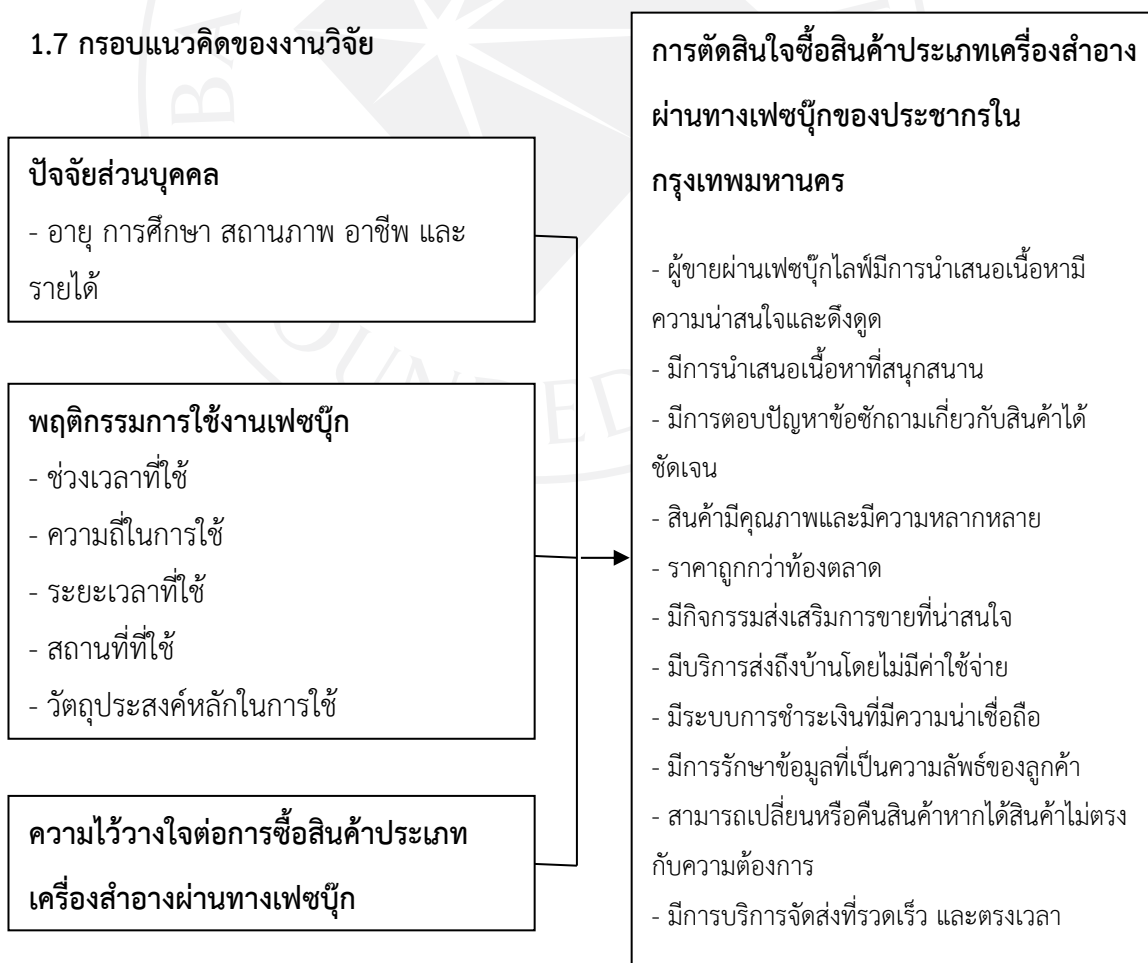 1.7 กรอบแนวคิดของงานวิจัย
ปัจจัยส่วนบุคคล
- อายุ การศึกษา สถานภาพ อาชีพ และ
รายได้
พฤติกรรมการใช้งานเฟซบุ๊ก
- ช่วงเวลาที่ใช้
- ความถี่ในการใช้
- ระยะเวลาที่ใช้
- สถานที่ที่ใช้
- วัตถุประสงค์หลักในการใช้
ความไว้วางใจต่อการซื้อสินค้าประเภท
เครื่องสำอางผ่านทางเฟซบุ๊ก
การตัดสินใจซื้อสินค้าประเภทเครื่องสำอาง
ผ่านทางเฟซบุ๊กของประชากรใน
กรุงเทพมหานคร
- ผู้ขายผ่านเฟซบุ๊กไลฟ์มีการนำเสนอเนื้อหามี
ความน่าสนใจและดึงดูด
- มีการนำเสนอเนื้อหาที่สนุกสนาน
- มีการตอบปัญหาข้อซักถามเกี่ยวกับสินค้าได้
ชัดเจน
- สินค้ามีคุณภาพและมีความหลากหลาย
- ราคาถูกกว่าท้องตลาด
- มีกิจกรรมส่งเสริมการขายที่น่าสนใจ
- มีบริการส่งถึงบ้านโดยไม่มีค่าใช้จ่าย
- มีระบบการชำระเงินที่มีความน่าเชื่อถือ
- มีการรักษาข้อมูลที่เป็นความลัพธ์ของลูกค้า
- สามารถเปลี่ยนหรือคืนสินค้าหากได้สินค้าไม่ตรง
กับความต้องการ
- มีการบริการจัดส่งที่รวดเร็ว และตรงเวลา